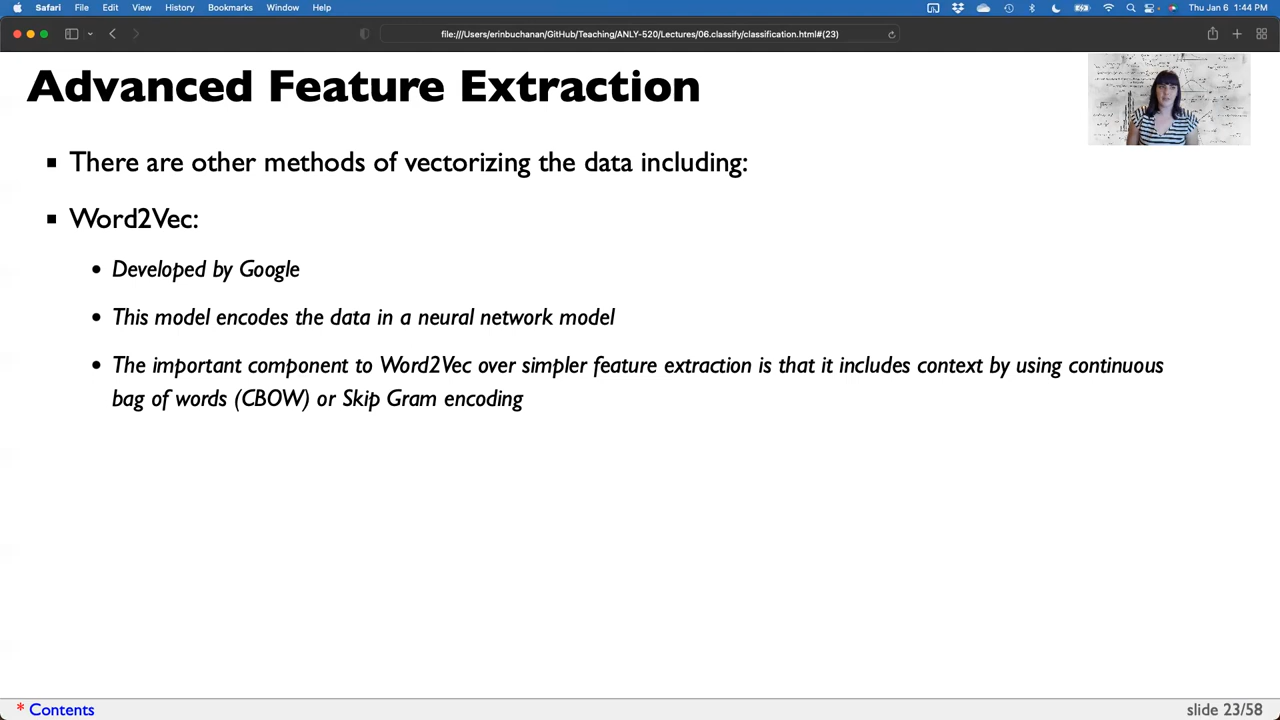 Safari File Edit View History Bookmarks Window Help Thu Jan 6 1:44 PM
file:///Users/erinbuchanan/GitHub/Teaching/ANLY-520/Lectures/06.classify/classification.html#(23)
Advanced Feature Extraction
There are other methods of vectorizing the data including:
Word2Vec:
Developed by Google
This model encodes the data in a neural network model
The important component to Word2Vec over simpler feature extraction is that it includes context by using continuous
bag of words (CBOW) or Skip Gram encoding
* Contents slide 23/58